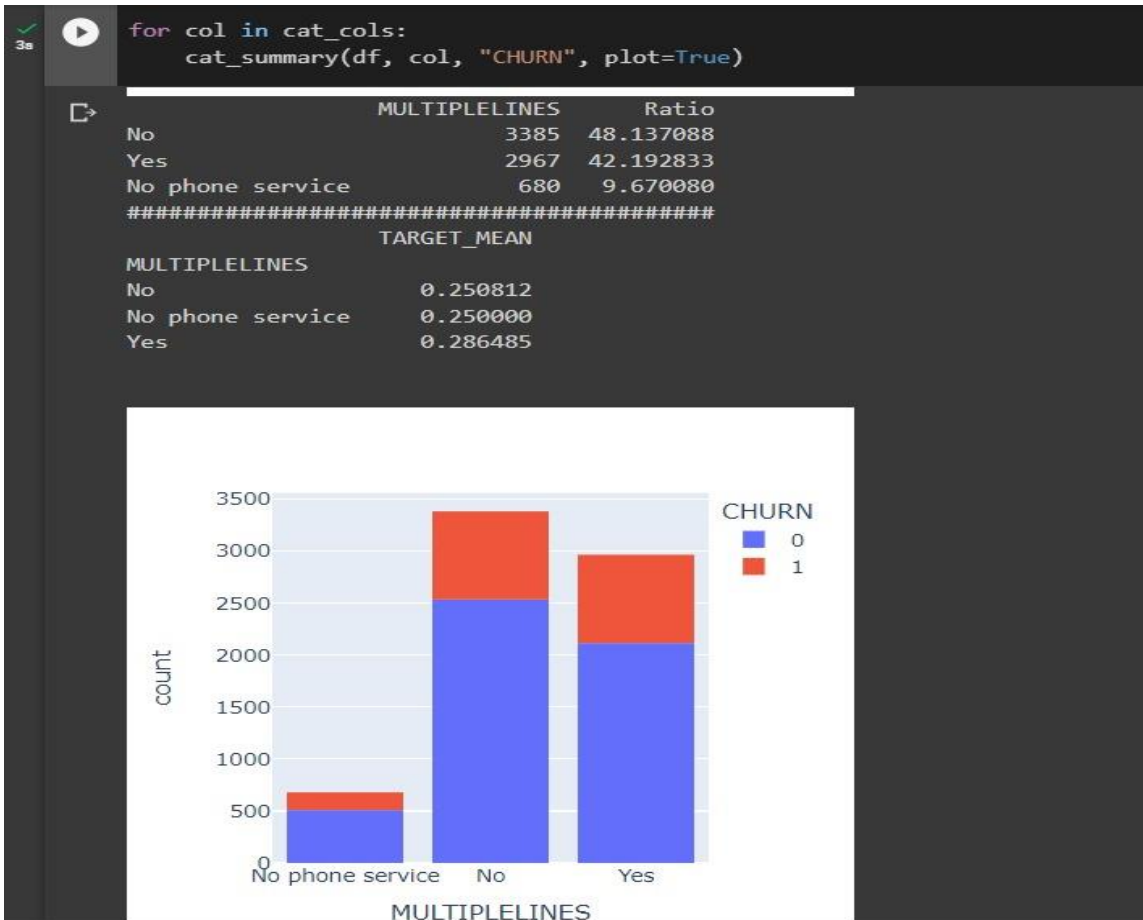 for col in cat_cols:
cat_summary(df, col, "CHURN", plot=True)
3s
MULTIPLELINES Ratio
No 3385 48.137088
Yes 2967 42.192833
No phone service 680 9.670080
##########################################
TARGET_MEAN
MULTIPLELINES
No 0.250812
No phone service 0.250000
Yes 0.286485
3500
3000
2500
2000
1500
1000
500
0
count
No phone service No Yes
MULTIPLELINES
CHURN
0
1